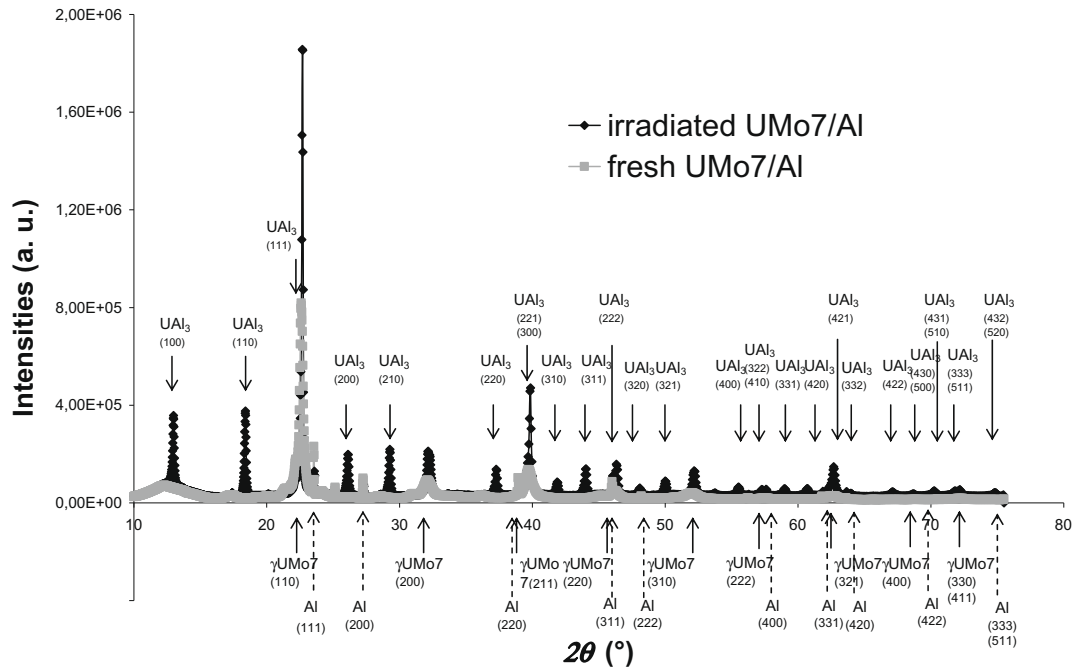 2,00E+06
1,60E+06
1,20E+06
8,00E+05
4,00E+05
0,00E+00
Intensities (a. u.)
irradiated UMo7/Al
fresh UMo7/Al
UAl₃
(111)
UAl₃
(100)
UAl₃
(110)
UAl₃
(200)
UAl₃
(210)
UAl₃
(220)
UAl₃
(221)
(300)
UAl₃
(310)
UAl₃
(311)
UAl₃
(222)
UAl₃
(320)
UAl₃
(321)
UAl₃
(400)
UAl₃
(322)
(410)
UAl₃
(331)
UAl₃
(420)
UAl₃
(421)
UAl₃
(332)
UAl₃
(422)
UAl₃
(430)
(500)
UAl₃
(431)
(510)
UAl₃
(333)
(511)
UAl₃
(432)
(520)
10
20
30
40
50
60
70
80
γUMo7
(110)
Al
(111)
Al
(200)
γUMo7
(200)
Al
(220)
γUMo
7(211)
γUMo7
(220)
Al
(311)
Al
(222)
γUMo7
(310)
γUMo7
(222)
Al
(400)
γUMo7
(321)
Al
(331)
Al
(420)
γUMo7
(400)
Al
(422)
γUMo7
(330)
(411)
Al
(333)
(511)
2θ (°)